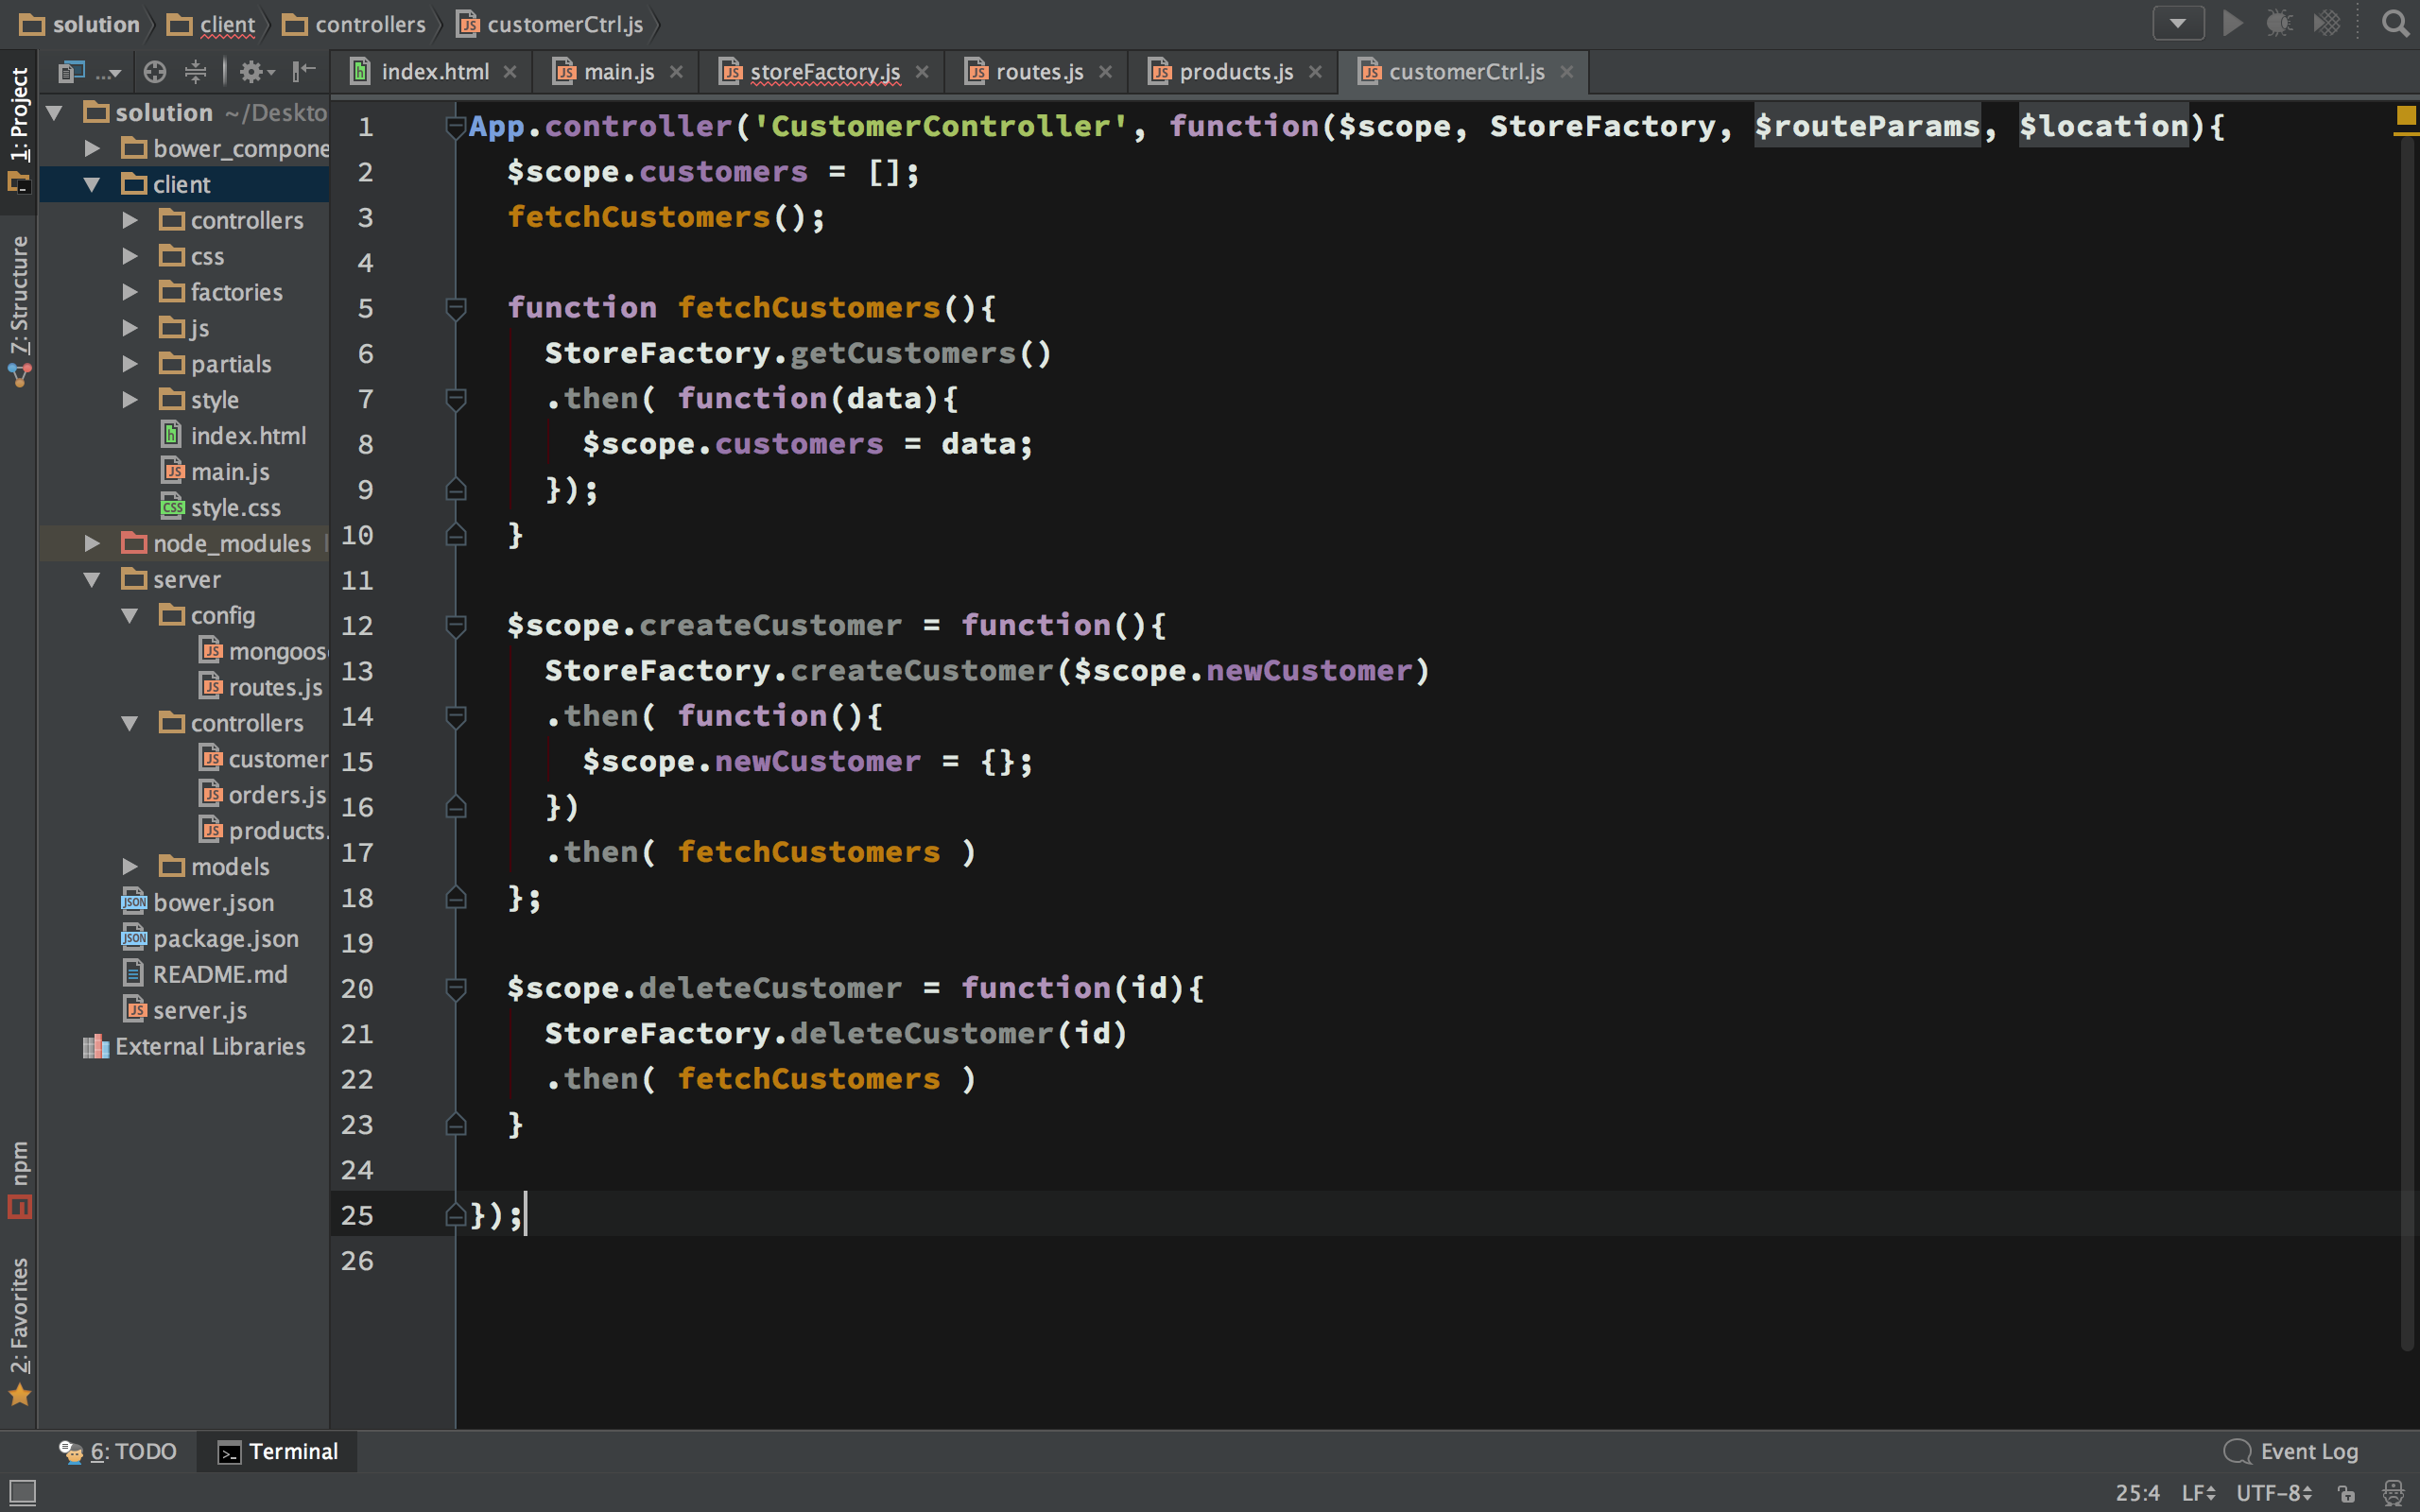 solution client controllers customerCtrl.js
... index.html main.js storeFactory.js routes.js products.js customerCtrl.js
1: Project
7: Structure
npm
2: Favorites
solution ~/Deskto
bower_compone
client
controllers
css
factories
js
partials
style
index.html
main.js
style.css
node_modules
server
config
mongoos
routes.js
controllers
customer
orders.js
products.
models
bower.json
package.json
README.md
server.js
External Libraries
1 App.controller('CustomerController', function($scope, StoreFactory, $routeParams, $location){
2 $scope.customers = [];
3 fetchCustomers();
4
5 function fetchCustomers(){
6 StoreFactory.getCustomers()
7 .then( function(data){
8 $scope.customers = data;
9 });
10 }
11
12 $scope.createCustomer = function(){
13 StoreFactory.createCustomer($scope.newCustomer)
14 .then( function(){
15 $scope.newCustomer = {};
16 })
17 .then( fetchCustomers )
18 };
19
20 $scope.deleteCustomer = function(id){
21 StoreFactory.deleteCustomer(id)
22 .then( fetchCustomers )
23 }
24
25 });
26
6: TODO Terminal Event Log
25:4 LF UTF-8